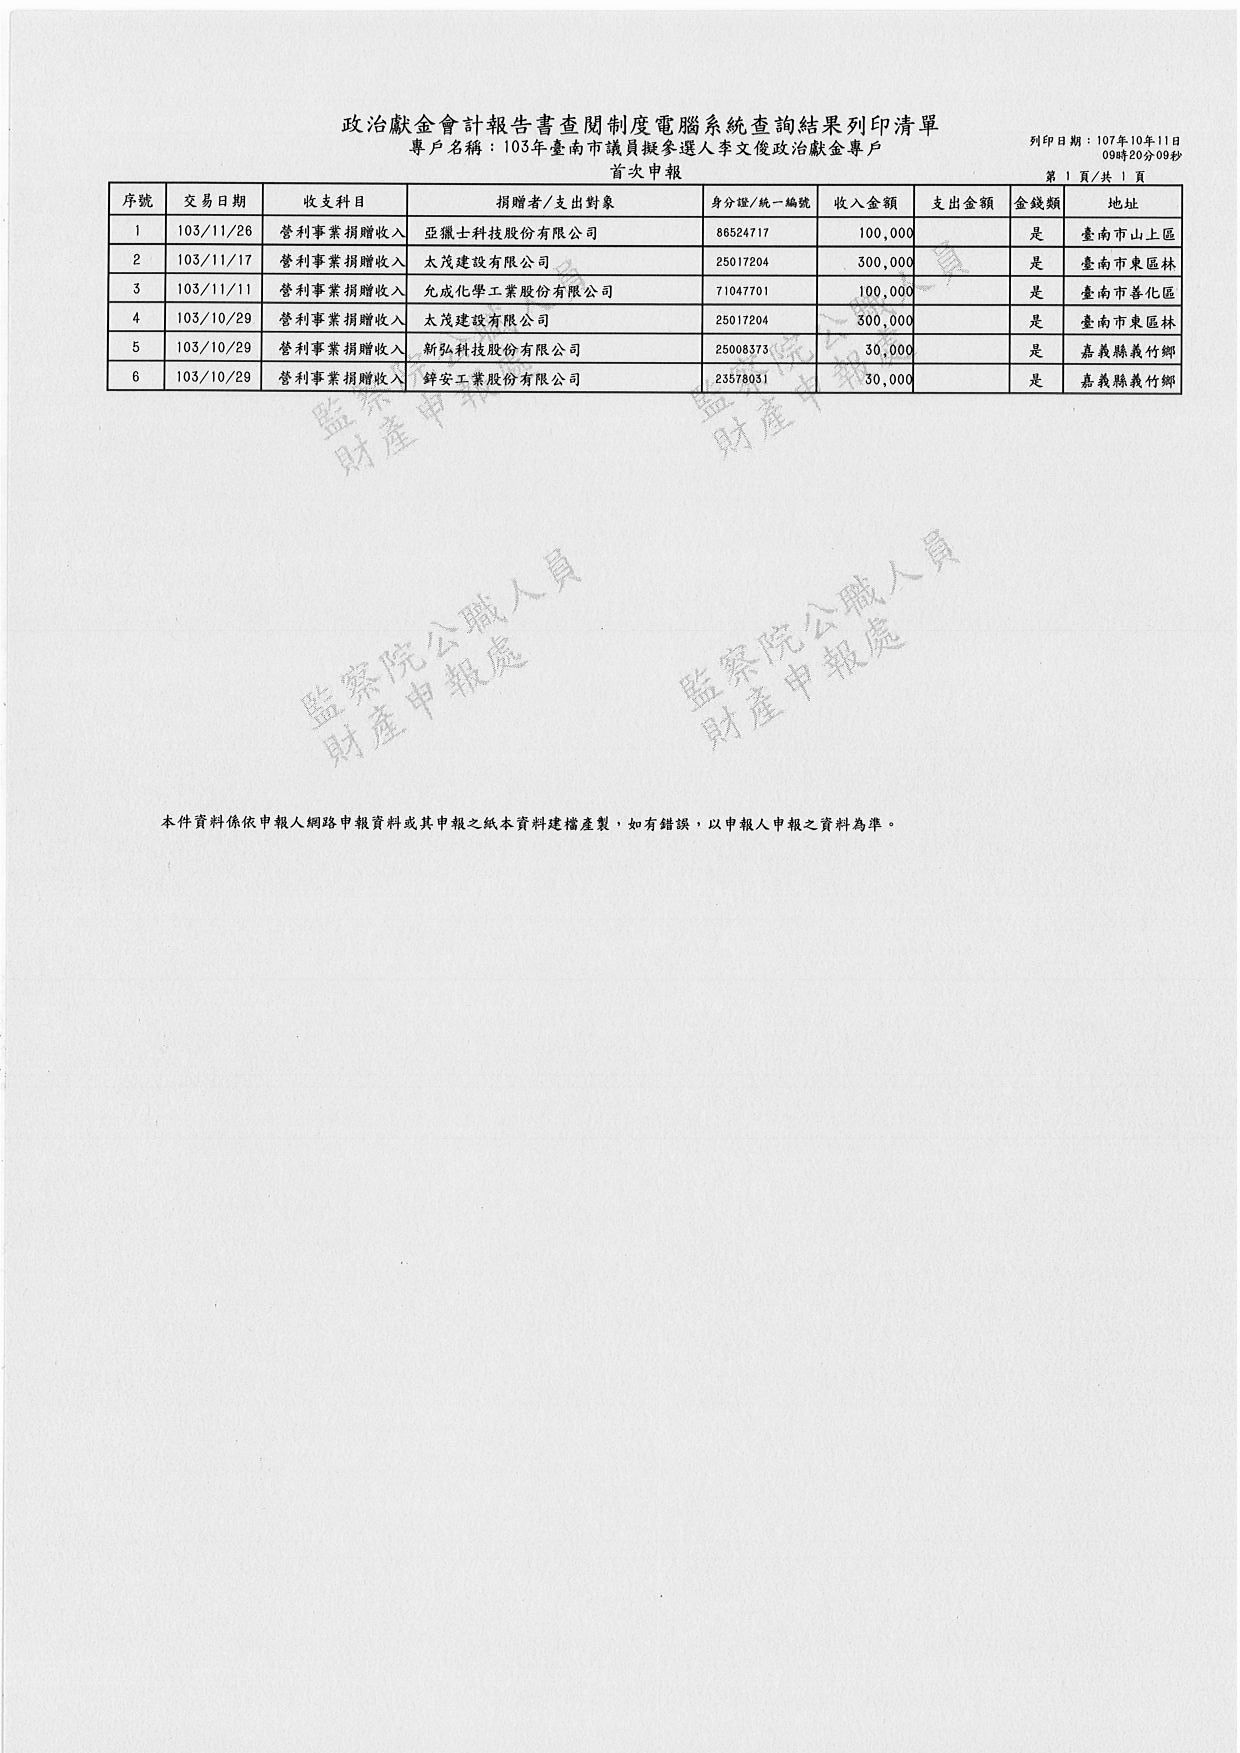 政治獻金會計報告書查閱制度電腦系統查詢結果列印清單
專戶名稱：103年臺南市議員擬參選人李文俊政治獻金專戶
首次申報
列印日期：107年10年11日
09時20分09秒
第 1 頁/共 1 頁
序號 交易日期 收支科目 捐贈者/支出對象 身分證/統一編號 收入金額 支出金額 金錢類 地址
1 103/11/26 營利事業捐贈收入 亞獵士科技股份有限公司 86524717 100,000 是 臺南市山上區
2 103/11/17 營利事業捐贈收入 太茂建設有限公司 25017204 300,000 是 臺南市東區林
3 103/11/11 營利事業捐贈收入 允成化學工業股份有限公司 71047701 100,000 是 臺南市善化區
4 103/10/29 營利事業捐贈收入 太茂建設有限公司 25017204 300,000 是 臺南市東區林
5 103/10/29 營利事業捐贈收入 新弘科技股份有限公司 25008373 30,000 是 嘉義縣義竹鄉
6 103/10/29 營利事業捐贈收入 鋅安工業股份有限公司 23578031 30,000 是 嘉義縣義竹鄉
監察院公職人員
財產申報處
監察院公職人員
財產申報處
監察院公職人員
財產申報處
監察院公職人員
財產申報處
本件資料係依申報人網路申報資料或其申報之紙本資料建檔產製，如有錯誤，以申報人申報之資料為準。